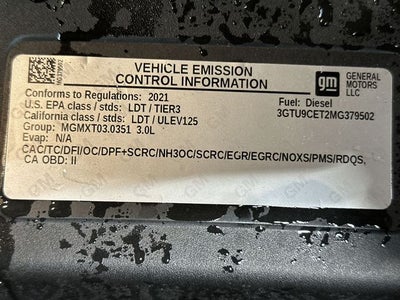 VEHICLE EMISSION
CONTROL INFORMATION
gm
GENERAL
MOTORS
LLC
Conforms to Regulations: 2021
U.S. EPA class / stds: LDT / TIER3
California class / stds: LDT / ULEV125
Group: MGMXT03.0351 3.0L
Evap: N/A
Fuel: Diesel
3GTU9CET2MG379502
CAC/TC/DFI/OC/DPF+SCRC/NH3OC/SCRC/EGR/EGRC/NOXS/PMS/RDQS,
CA OBD: II